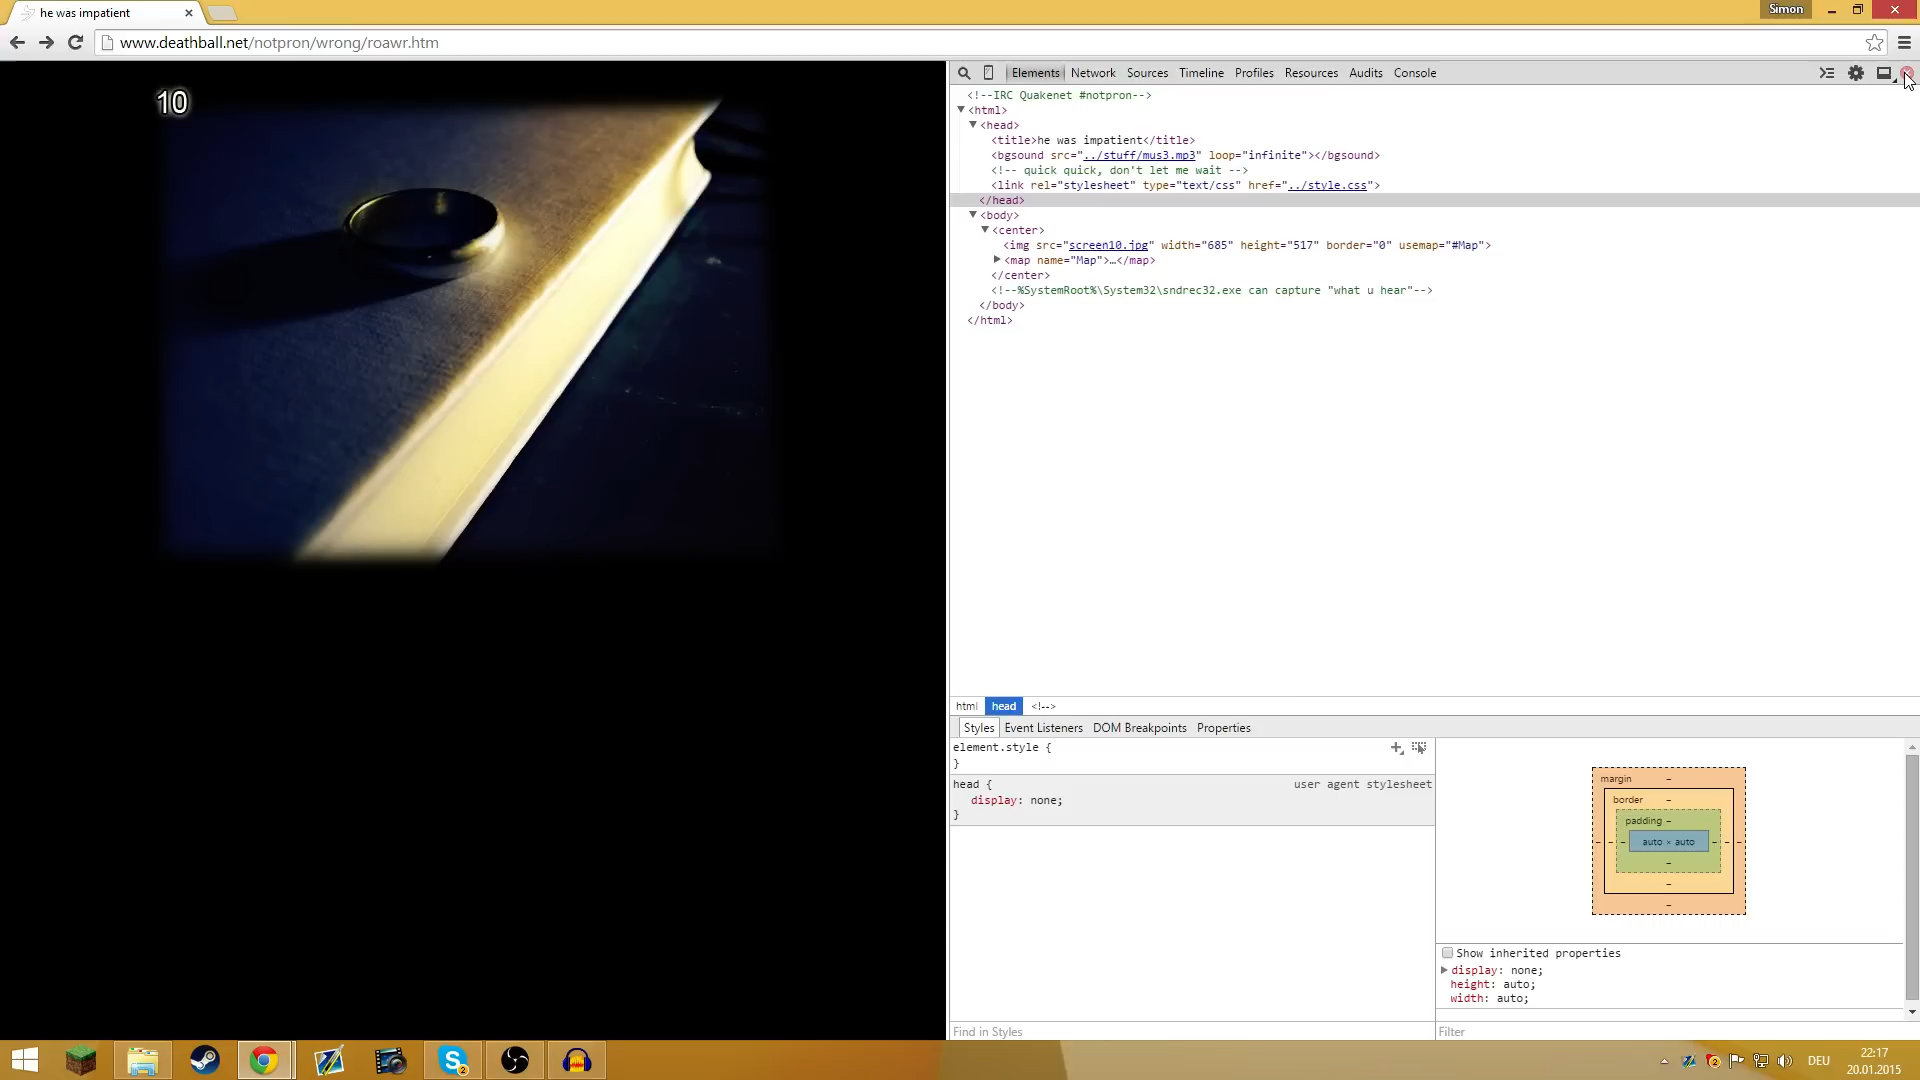 he was impatient
Simon
www.deathball.net/notpron/wrong/roawr.htm
10
Elements Network Sources Timeline Profiles Resources Audits Console
<!--IRC Quakenet #notpron-->
<html>
<head>
<title>he was impatient</title>
<bgsound src="../stuff/mus3.mp3" loop="infinite"></bgsound>
<!-- quick quick, don't let me wait -->
<link rel="stylesheet" type="text/css" href="../style.css">
</head>
<body>
<center>
<img src="screen10.jpg" width="685" height="517" border="0" usemap="#Map">
<map name="Map">…</map>
</center>
<!--%SystemRoot%\System32\sndrec32.exe can capture "what u hear"-->
</body>
</html>
html head <!-->
Styles Event Listeners DOM Breakpoints Properties
element.style {
}
head { user agent stylesheet
display: none;
}
margin –
border –
padding –
– – – auto × auto – – –
–
–
–
Show inherited properties
display: none;
height: auto;
width: auto;
Find in Styles
Filter
2
2
DEU
22:17
20.01.2015